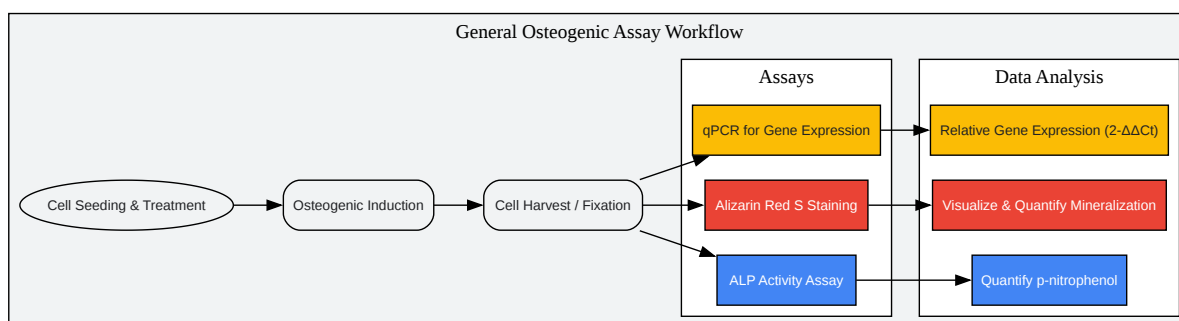 General Osteogenic Assay Workflow
Assays
Data Analysis
qPCR for Gene Expression
Relative Gene Expression (2-ΔΔCt)
Cell Seeding & Treatment
Osteogenic Induction
Cell Harvest / Fixation
Alizarin Red S Staining
Visualize & Quantify Mineralization
ALP Activity Assay
Quantify p-nitrophenol